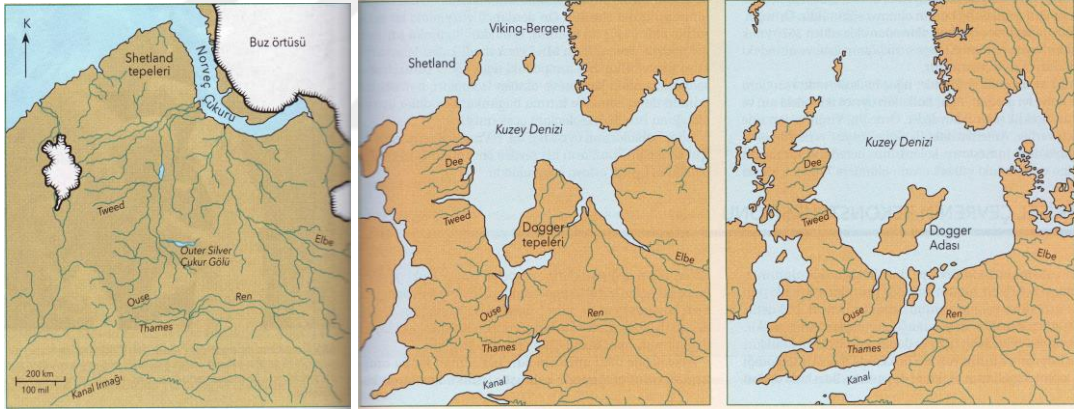 K
Buz örtüsü
Shetland
tepeleri
Norveç
Çukuru
Tweed
Outer Silver
Çukur Gölü
Elbe
Ouse
Ren
Thames
200 km
100 mil
Kanal Irmağı
Viking-Bergen
Shetland
Kuzey Denizi
Dee
Tweed
Dogger
tepeleri
Elbe
Ouse
Ren
Thames
Kanal
Kuzey Denizi
Dee
Tweed
Dogger
Adası
Elbe
Ouse
Ren
Thames
Kanal